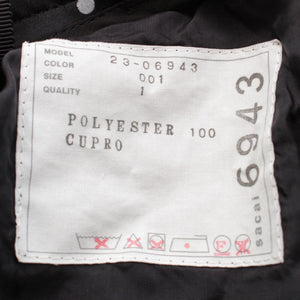 MODEL 23-06943
COLOR 001
SIZE 1
QUALITY
POLYESTER 100
CUPRO
sacai 6943